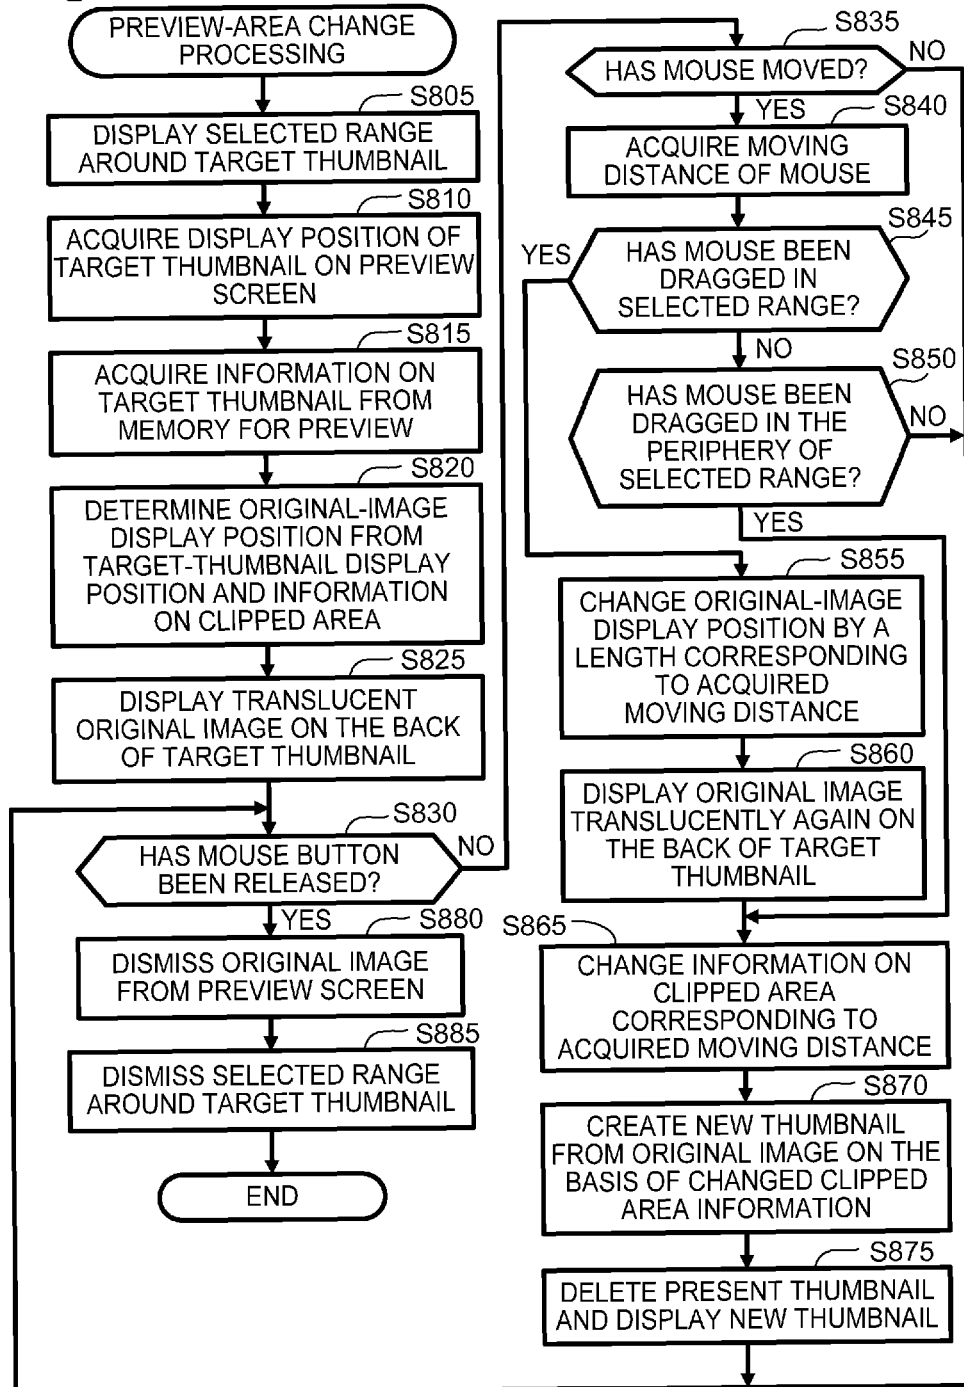 PREVIEW-AREA CHANGE
PROCESSING
S805
DISPLAY SELECTED RANGE
AROUND TARGET THUMBNAIL
S810
ACQUIRE DISPLAY POSITION OF
TARGET THUMBNAIL ON PREVIEW
SCREEN
S815
ACQUIRE INFORMATION ON
TARGET THUMBNAIL FROM
MEMORY FOR PREVIEW
S820
DETERMINE ORIGINAL-IMAGE
DISPLAY POSITION FROM
TARGET-THUMBNAIL DISPLAY
POSITION AND INFORMATION
ON CLIPPED AREA
S825
DISPLAY TRANSLUCENT
ORIGINAL IMAGE ON THE BACK
OF TARGET THUMBNAIL
S830
HAS MOUSE BUTTON
BEEN RELEASED?
NO
YES
S880
DISMISS ORIGINAL IMAGE
FROM PREVIEW SCREEN
S885
DISMISS SELECTED RANGE
AROUND TARGET THUMBNAIL
END
S835
HAS MOUSE MOVED?
NO
YES
S840
ACQUIRE MOVING
DISTANCE OF MOUSE
S845
YES
HAS MOUSE BEEN
DRAGGED IN
SELECTED RANGE?
NO
S850
HAS MOUSE BEEN
DRAGGED IN THE
PERIPHERY OF
SELECTED RANGE?
NO
YES
S855
CHANGE ORIGINAL-IMAGE
DISPLAY POSITION BY A
LENGTH CORRESPONDING
TO ACQUIRED
MOVING DISTANCE
S860
DISPLAY ORIGINAL IMAGE
TRANSLUCENTLY AGAIN ON
THE BACK OF TARGET
THUMBNAIL
S865
CHANGE INFORMATION ON
CLIPPED AREA
CORRESPONDING TO
ACQUIRED MOVING DISTANCE
S870
CREATE NEW THUMBNAIL
FROM ORIGINAL IMAGE ON THE
BASIS OF CHANGED CLIPPED
AREA INFORMATION
S875
DELETE PRESENT THUMBNAIL
AND DISPLAY NEW THUMBNAIL